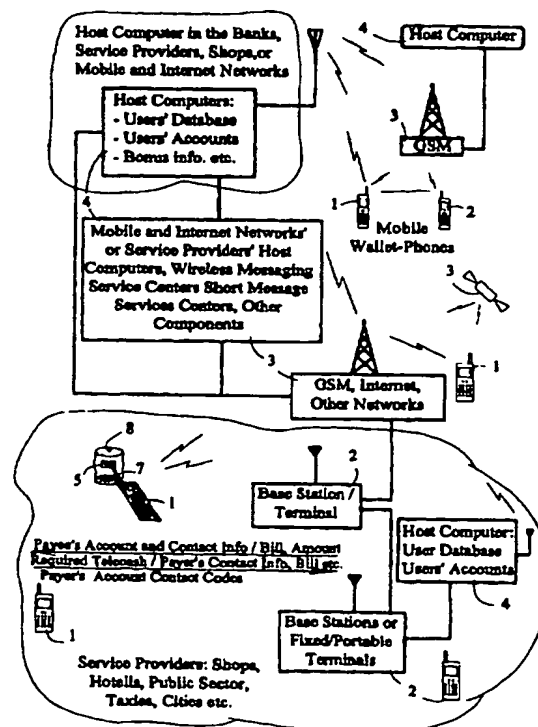 Host Computer in the Banks,
Service Providers, Shops, or
Mobile and Internet Networks
Host Computers:
- Users' Database
- Users' Accounts
- Bonus Info. etc.
4
4
Host Computer
3
GSM
1
2
Mobile
Wallet-Phones
3
1
Mobile and Internet Networks'
or Service Providers' Host
Computers, Wireless Messaging
Service Centers Short Message
Services Centors, Other
Components
3
GSM, Internet,
Other Networks
8
5
7
1
2
Base Station /
Terminal
Payee's Account and Contact Info / Bill, Amount
Required Telecash / Payer's Contact Info, Bill etc.
Payer's Account Contact Codes
1
Host Computer:
User Database
Users' Accounts
4
Base Stations or
Fixed/Portable
Terminals
2
Service Providers: Shops,
Hotells, Public Sector,
Taxies, Cities etc.